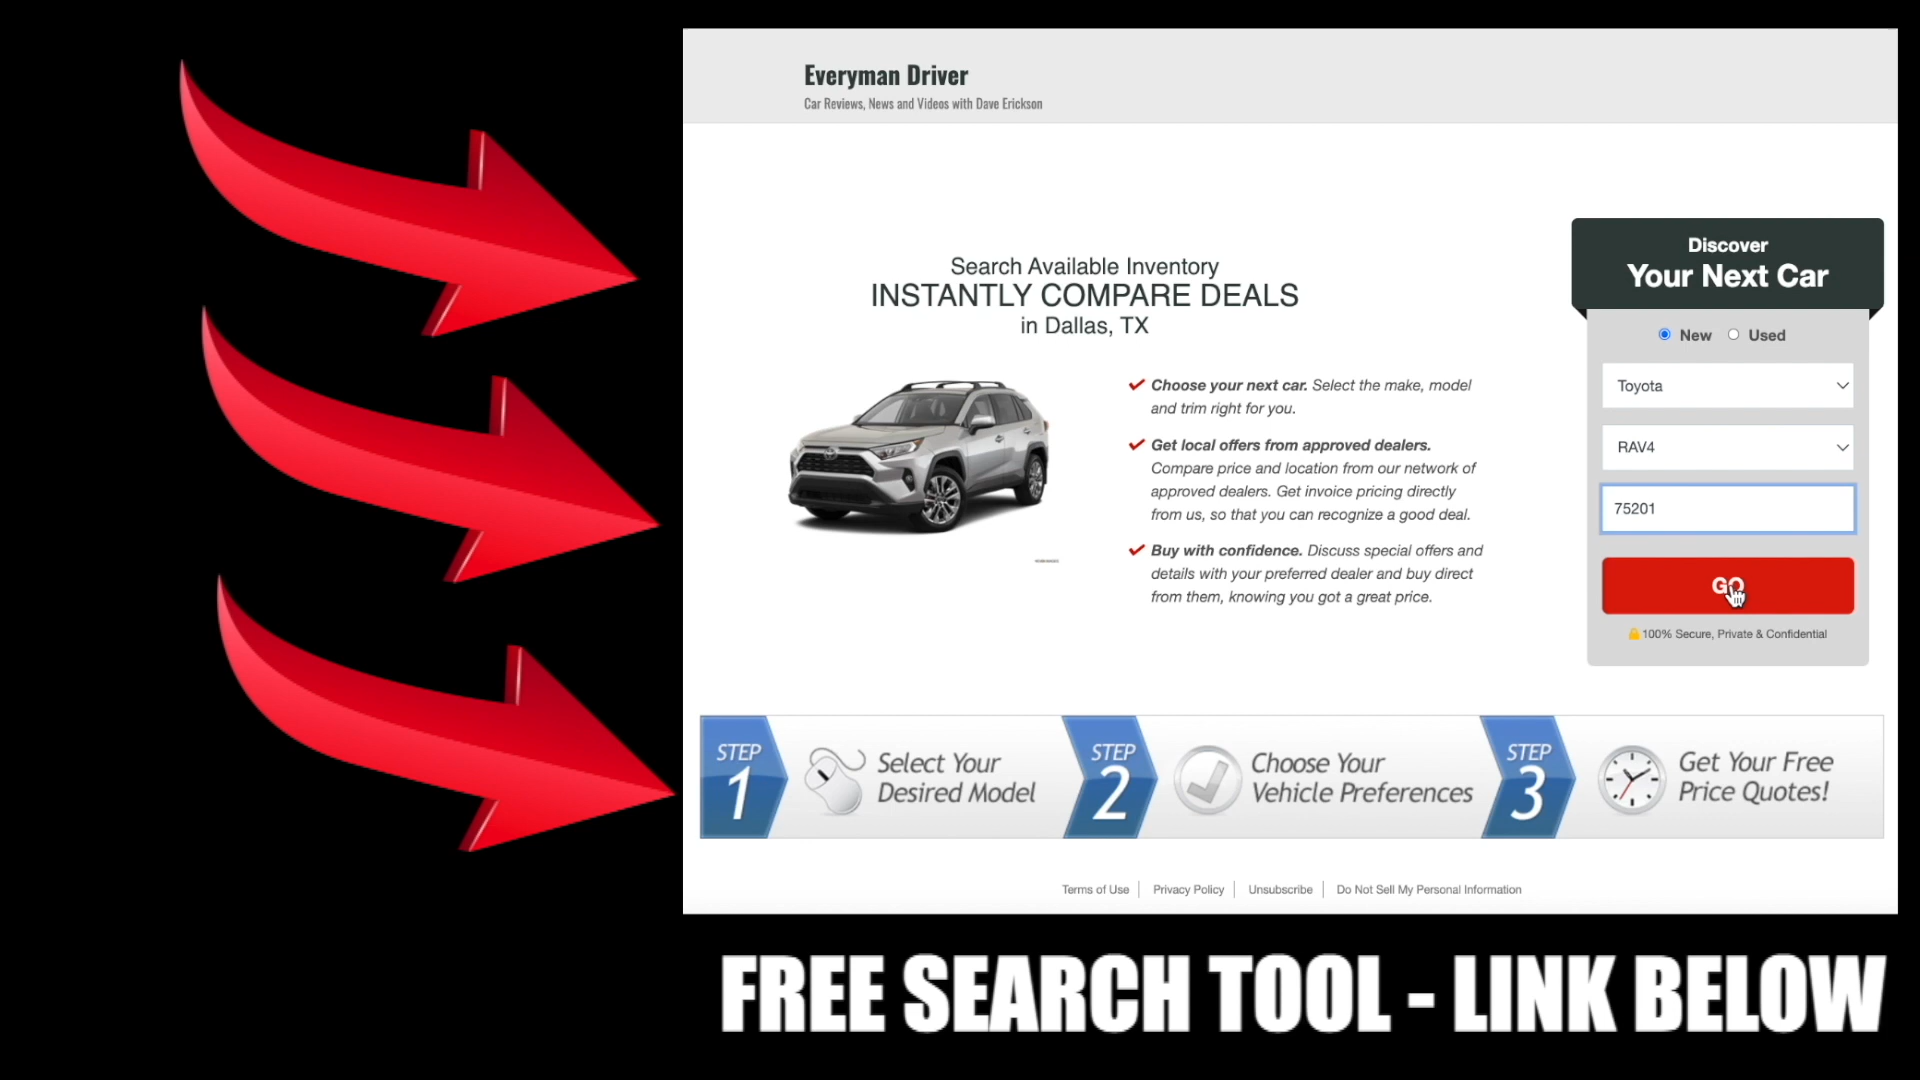 Everyman Driver
Car Reviews, News and Videos with Dave Erickson
Search Available Inventory
INSTANTLY COMPARE DEALS
in Dallas, TX
Choose your next car. Select the make, model
and trim right for you.
Get local offers from approved dealers.
Compare price and location from our network of
approved dealers. Get invoice pricing directly
from us, so that you can recognize a good deal.
Buy with confidence. Discuss special offers and
details with your preferred dealer and buy direct
from them, knowing you got a great price.
Discover
Your Next Car
New Used
Toyota
RAV4
75201
GO
100% Secure, Private & Confidential
STEP
1
Select Your
Desired Model
STEP
2
Choose Your
Vehicle Preferences
STEP
3
Get Your Free
Price Quotes!
Terms of Use
Privacy Policy
Unsubscribe
Do Not Sell My Personal Information
FREE SEARCH TOOL - LINK BELOW